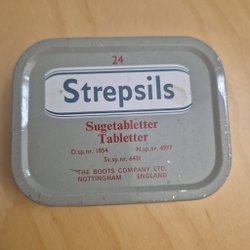 24
Strepsils
Sugetabletter
Tabletter
D.sp.nr. 1854 N.sp.nr. 4977
Sv.sp.nr. 6431
THE BOOTS COMPANY LTD.
NOTTINGHAM ENGLAND